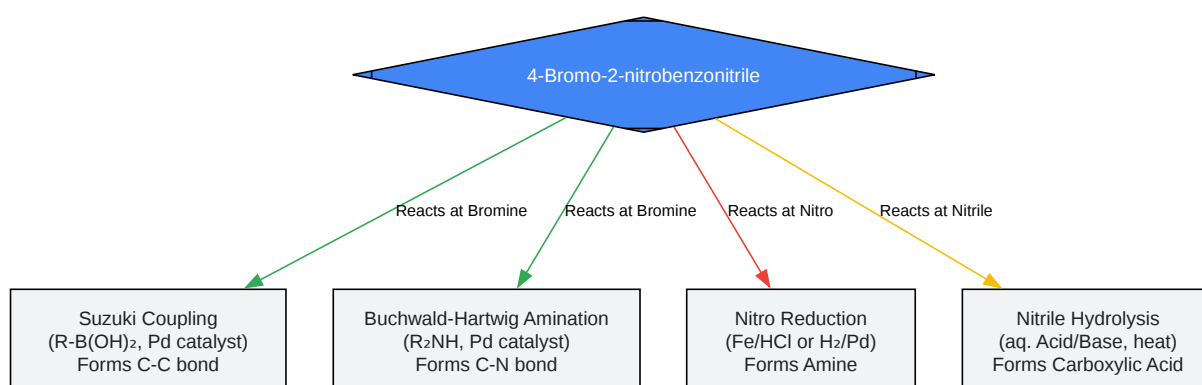 4-Bromo-2-nitrobenzonitrile
Reacts at Bromine
Reacts at Bromine
Reacts at Nitro
Reacts at Nitrile
Suzuki Coupling
(R-B(OH)₂, Pd catalyst)
Forms C-C bond
Buchwald-Hartwig Amination
(R₂NH, Pd catalyst)
Forms C-N bond
Nitro Reduction
(Fe/HCl or H₂/Pd)
Forms Amine
Nitrile Hydrolysis
(aq. Acid/Base, heat)
Forms Carboxylic Acid